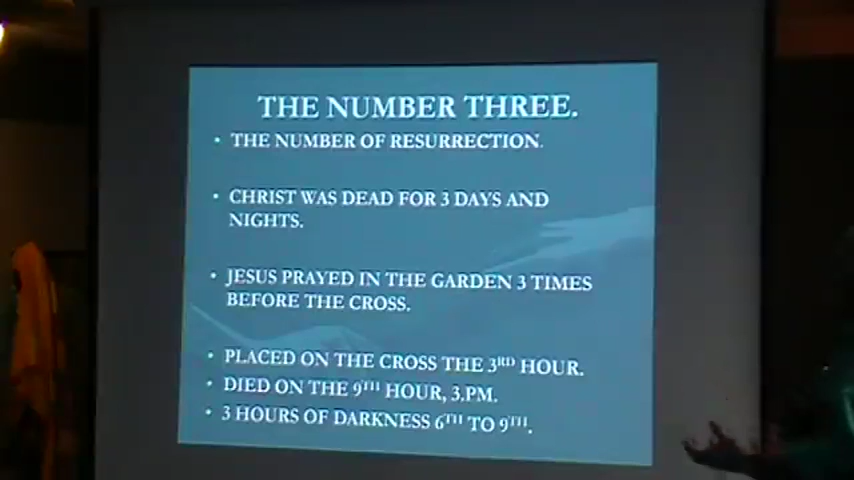 THE NUMBER THREE.
• THE NUMBER OF RESURRECTION.
• CHRIST WAS DEAD FOR 3 DAYS AND
NIGHTS.
• JESUS PRAYED IN THE GARDEN 3 TIMES
BEFORE THE CROSS.
• PLACED ON THE CROSS THE 3RD HOUR.
• DIED ON THE 9TH HOUR, 3.PM.
• 3 HOURS OF DARKNESS 6TH TO 9TH.